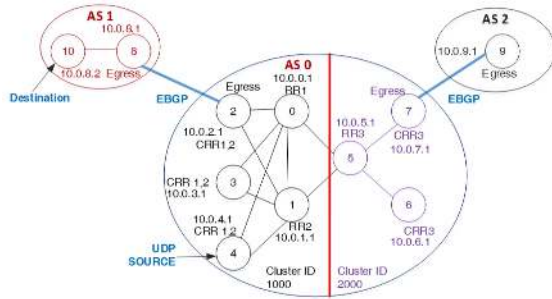 AS 1
10.0.8.1
10
8
10.0.8.2
Egress
Destination
EBGP
AS 0
10.0.0.1
RR1
Egress
2
0
10.0.2.1
CRR1,2
CRR 1,2
10.0.3.1
3
1
10.0.4.1
CRR 1,2
RR2
10.0.1.1
4
UDP
SOURCE
Cluster ID
1000
Cluster ID
2000
10.0.5.1
RR3
5
Egress
7
CRR3
10.0.7.1
6
CRR3
10.0.6.1
EBGP
AS 2
10.0.9.1
9
Egress